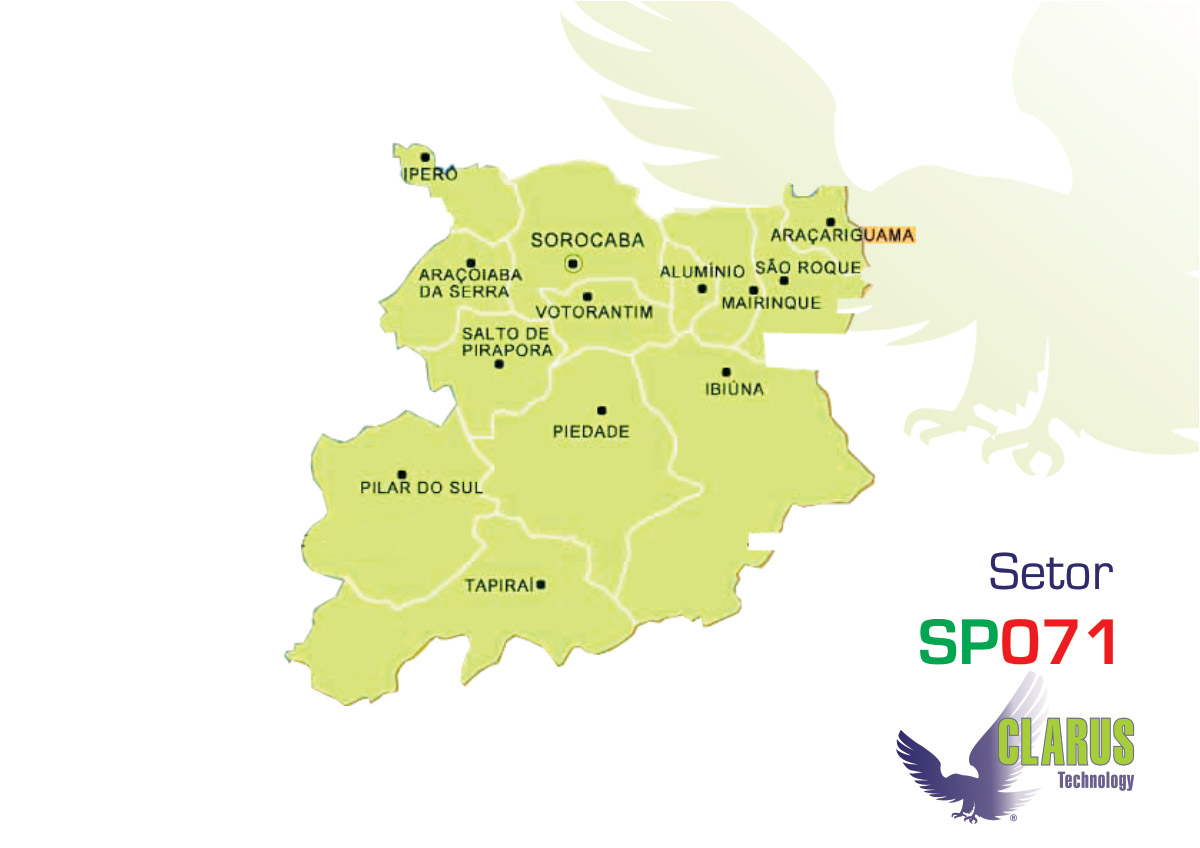 IPERÓ
SOROCABA
ARAÇARIGUAMA
ARAÇOIABA
DA SERRA
ALUMÍNIO
SÃO ROQUE
MAIRINQUE
VOTORANTIM
SALTO DE
PIRAPORA
IBIÚNA
PIEDADE
PILAR DO SUL
TAPIRAÍ
Setor
SP071
CLARUS
Technology
®